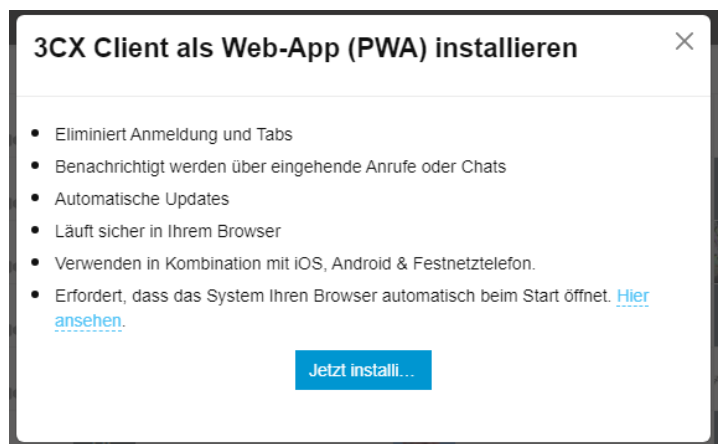 3CX Client als Web-App (PWA) installieren
Eliminiert Anmeldung und Tabs
Benachrichtigt werden über eingehende Anrufe oder Chats
Automatische Updates
Läuft sicher in Ihrem Browser
Verwenden in Kombination mit iOS, Android & Festnetztelefon.
Erfordert, dass das System Ihren Browser automatisch beim Start öffnet. Hier
ansehen.
Jetzt installi...